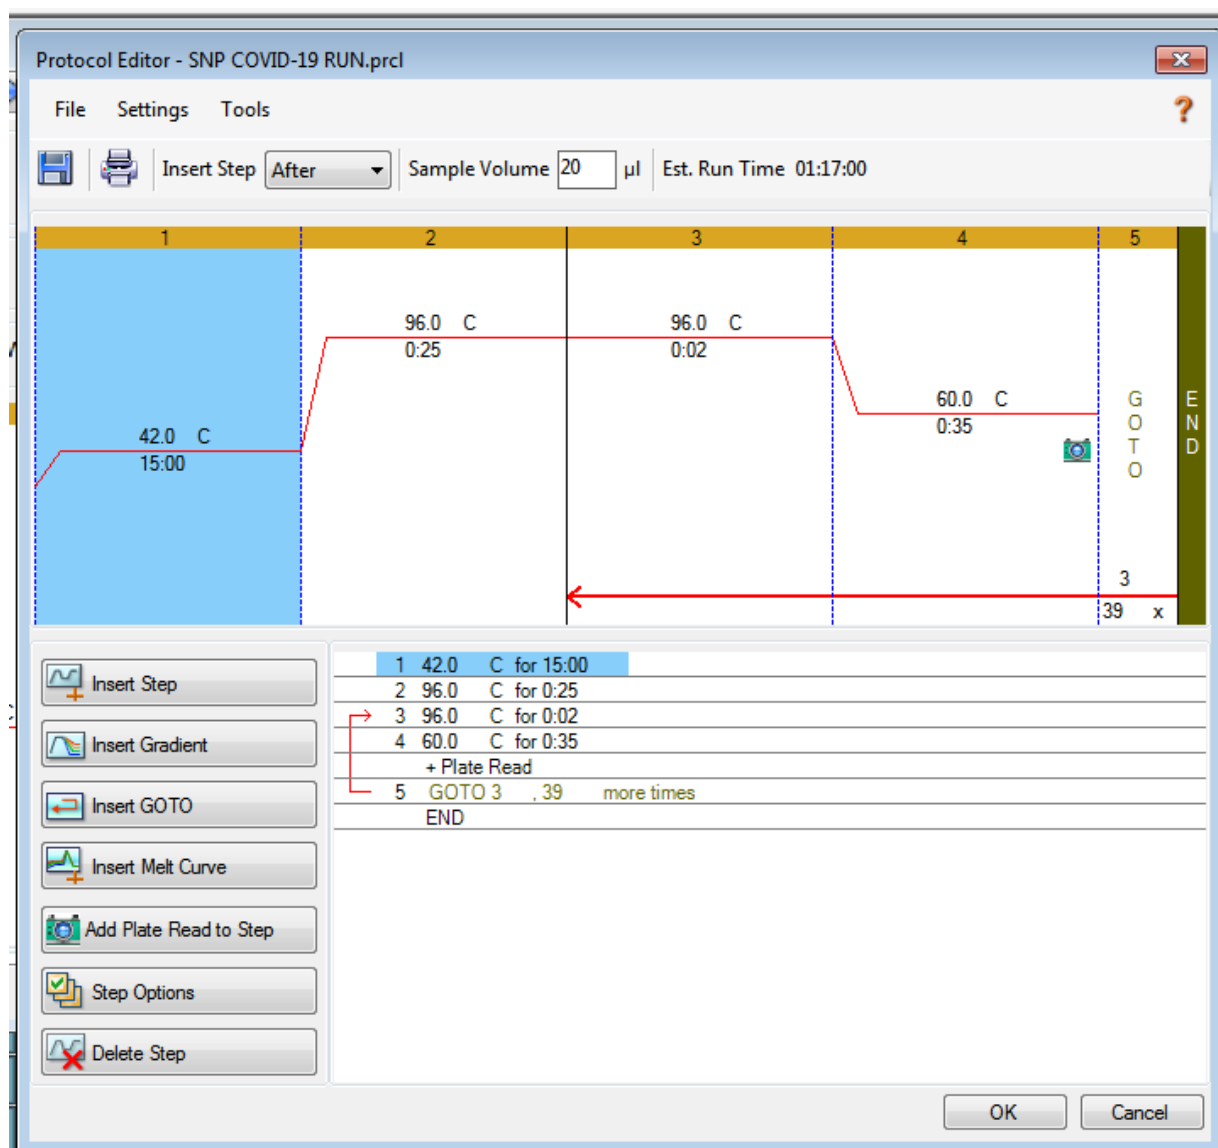 Protocol Editor - SNP COVID-19 RUN.prcl
File Settings Tools ?
Insert Step After Sample Volume 20 µl Est. Run Time 01:17:00
1 2 3 4 5
96.0 C 96.0 C
0:25 0:02
60.0 C
0:35
42.0 C
15:00
GOTO
END
3
39 x
Insert Step
Insert Gradient
Insert GOTO
Insert Melt Curve
Add Plate Read to Step
Step Options
Delete Step
1 42.0 C for 15:00
2 96.0 C for 0:25
3 96.0 C for 0:02
4 60.0 C for 0:35
+ Plate Read
5 GOTO 3 , 39 more times
END
OK Cancel